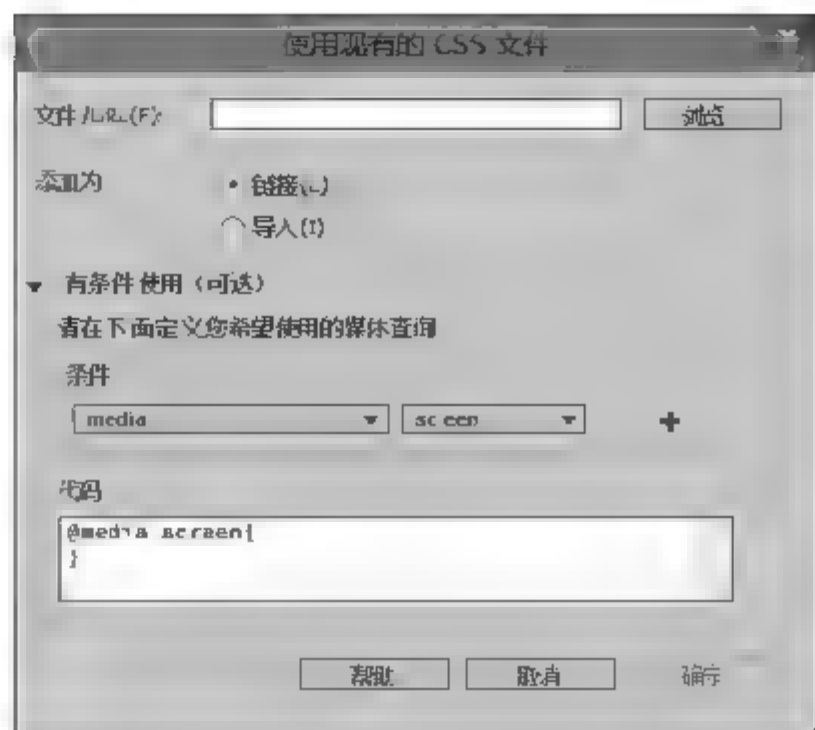 使用现有的 CSS 文件
文件/URL(F): 浏览
添加为 链接(L)
导入(I)
有条件使用（可选）
请在下面定义您希望使用的媒体查询
条件
media screen
代码
@media screen{
}
帮助 取消 确定